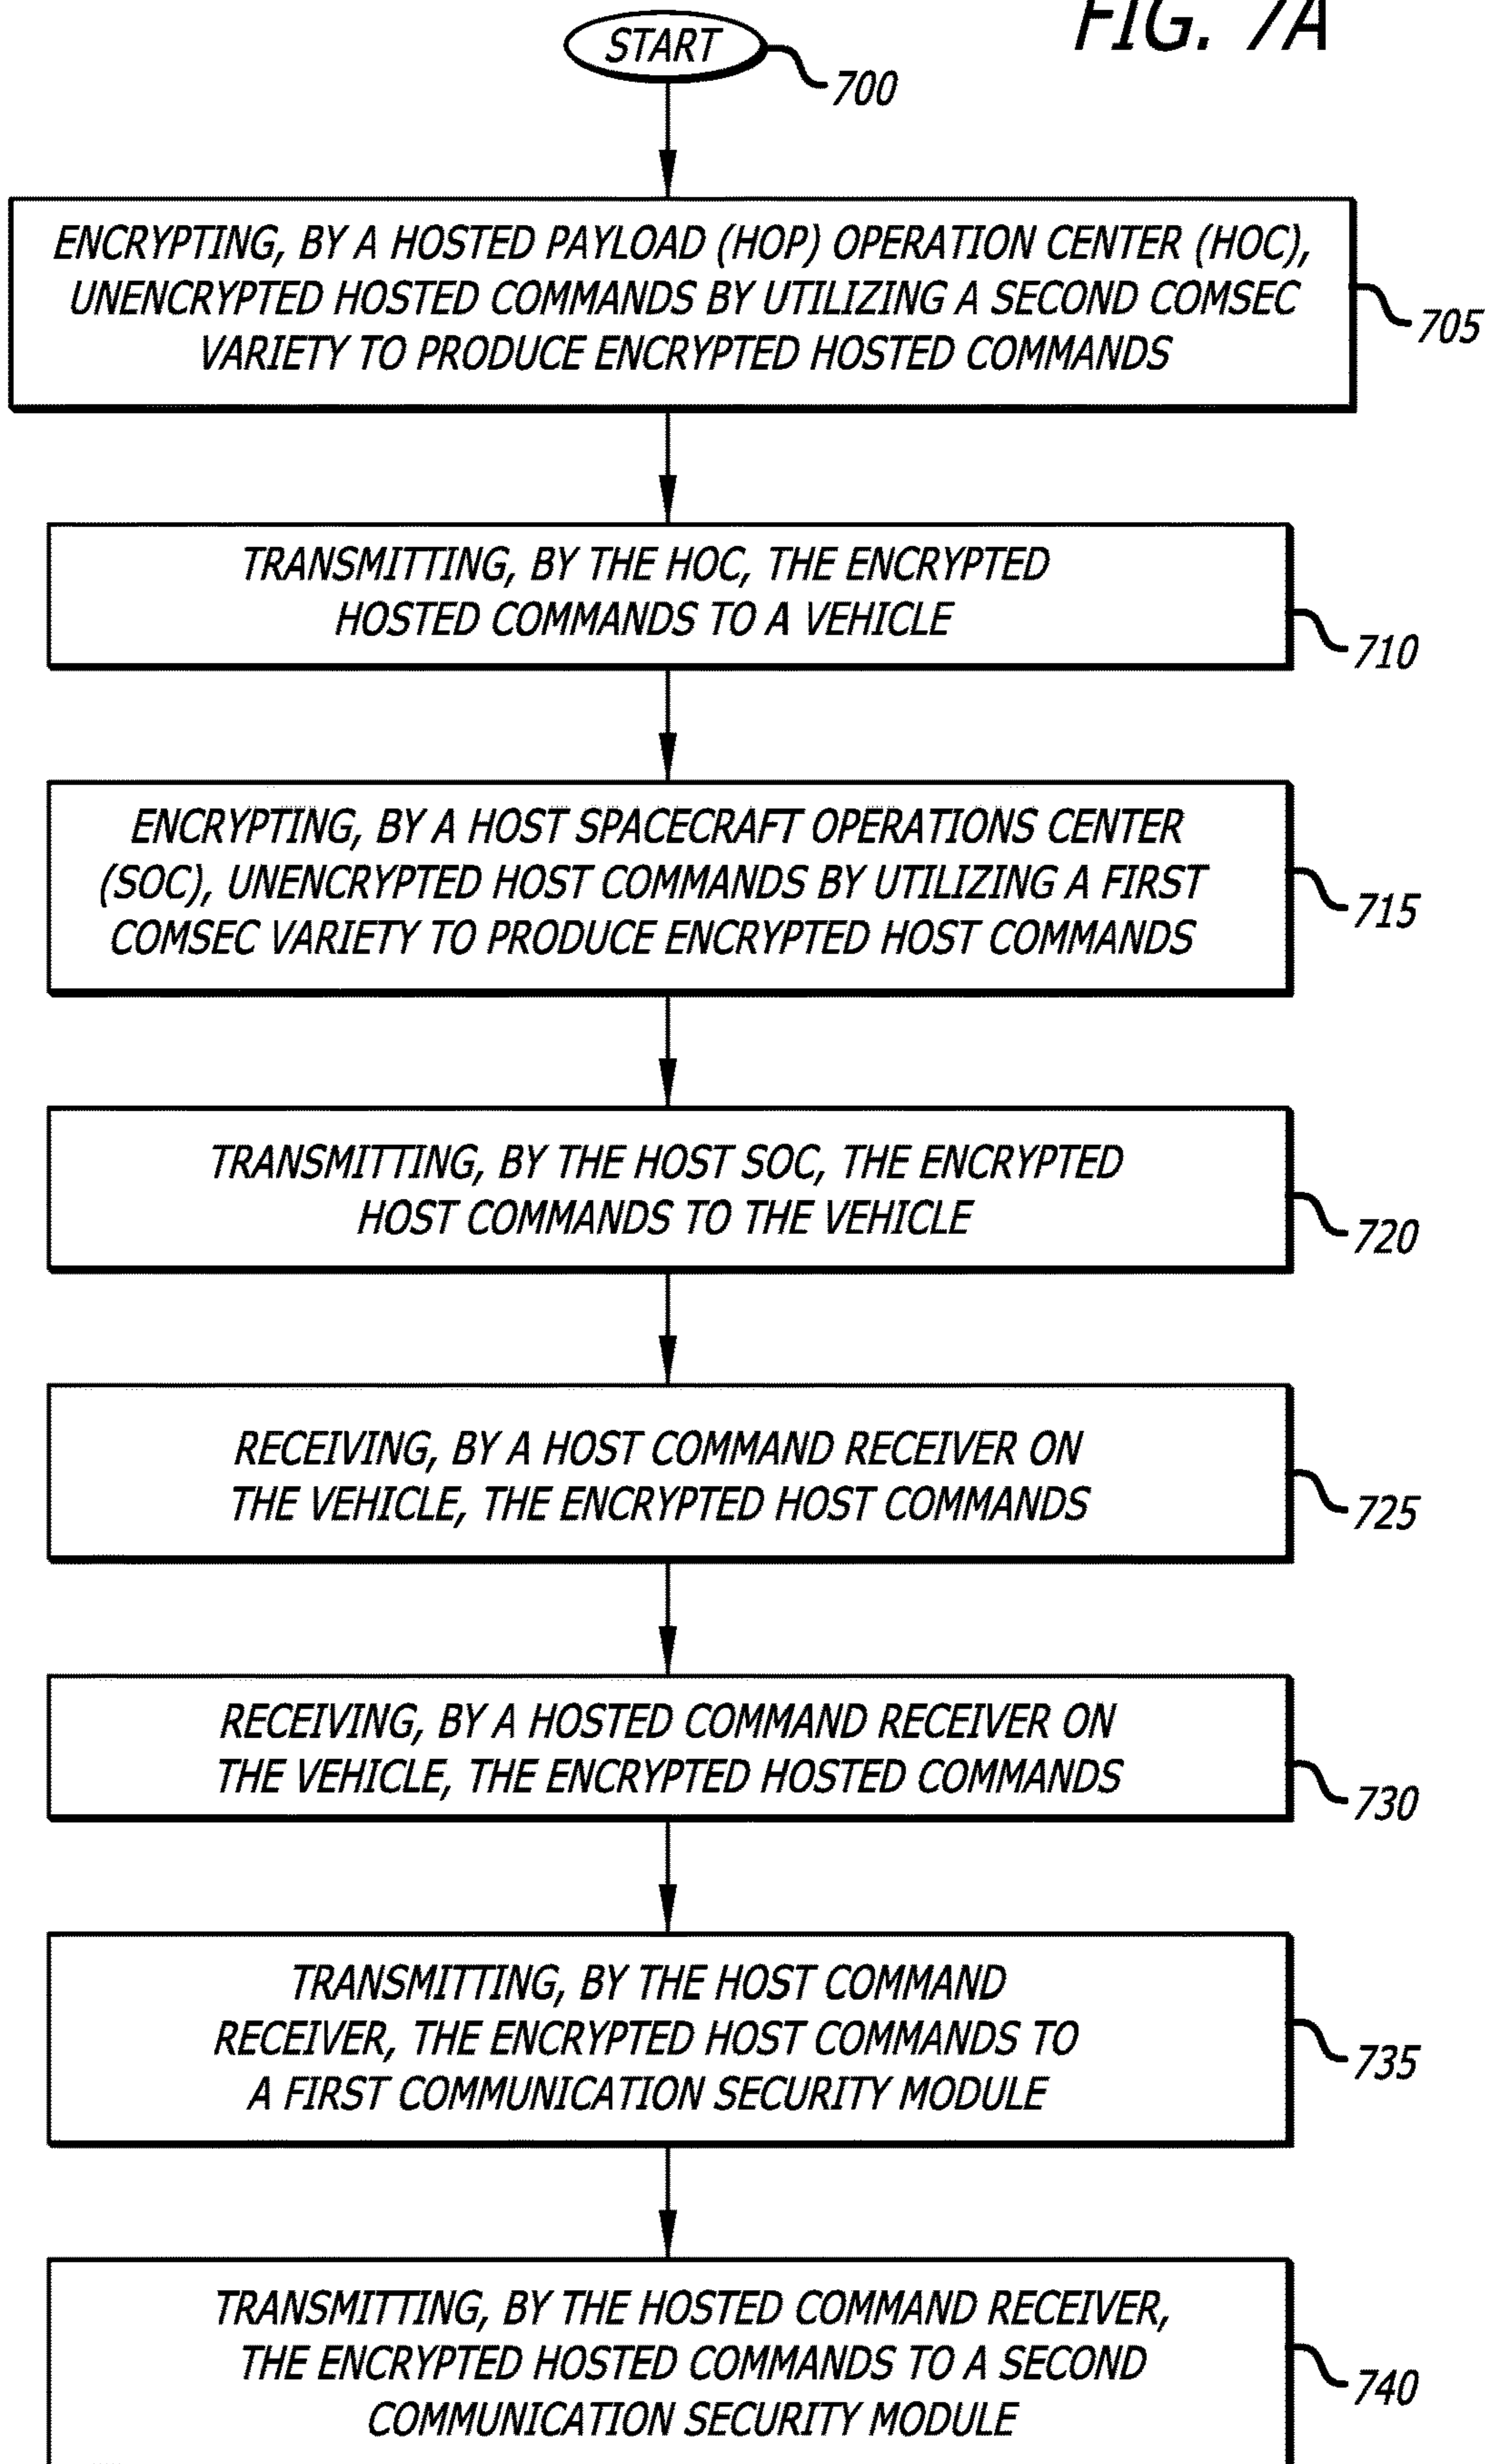 FIG. 7A
START
700
ENCRYPTING, BY A HOSTED PAYLOAD (HOP) OPERATION CENTER (HOC),
UNENCRYPTED HOSTED COMMANDS BY UTILIZING A SECOND COMSEC
VARIETY TO PRODUCE ENCRYPTED HOSTED COMMANDS
705
TRANSMITTING, BY THE HOC, THE ENCRYPTED
HOSTED COMMANDS TO A VEHICLE
710
ENCRYPTING, BY A HOST SPACECRAFT OPERATIONS CENTER
(SOC), UNENCRYPTED HOST COMMANDS BY UTILIZING A FIRST
COMSEC VARIETY TO PRODUCE ENCRYPTED HOST COMMANDS
715
TRANSMITTING, BY THE HOST SOC, THE ENCRYPTED
HOST COMMANDS TO THE VEHICLE
720
RECEIVING, BY A HOST COMMAND RECEIVER ON
THE VEHICLE, THE ENCRYPTED HOST COMMANDS
725
RECEIVING, BY A HOSTED COMMAND RECEIVER ON
THE VEHICLE, THE ENCRYPTED HOSTED COMMANDS
730
TRANSMITTING, BY THE HOST COMMAND
RECEIVER, THE ENCRYPTED HOST COMMANDS TO
A FIRST COMMUNICATION SECURITY MODULE
735
TRANSMITTING, BY THE HOSTED COMMAND RECEIVER,
THE ENCRYPTED HOSTED COMMANDS TO A SECOND
COMMUNICATION SECURITY MODULE
740